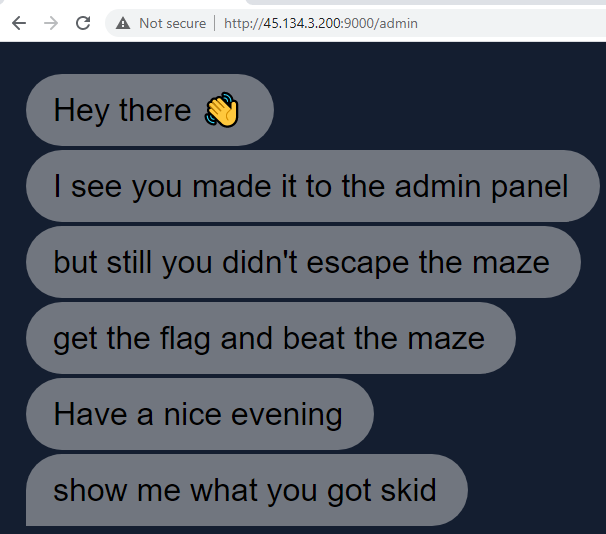 Not secure | http://45.134.3.200:9000/admin
Hey there 👋
I see you made it to the admin panel
but still you didn't escape the maze
get the flag and beat the maze
Have a nice evening
show me what you got skid